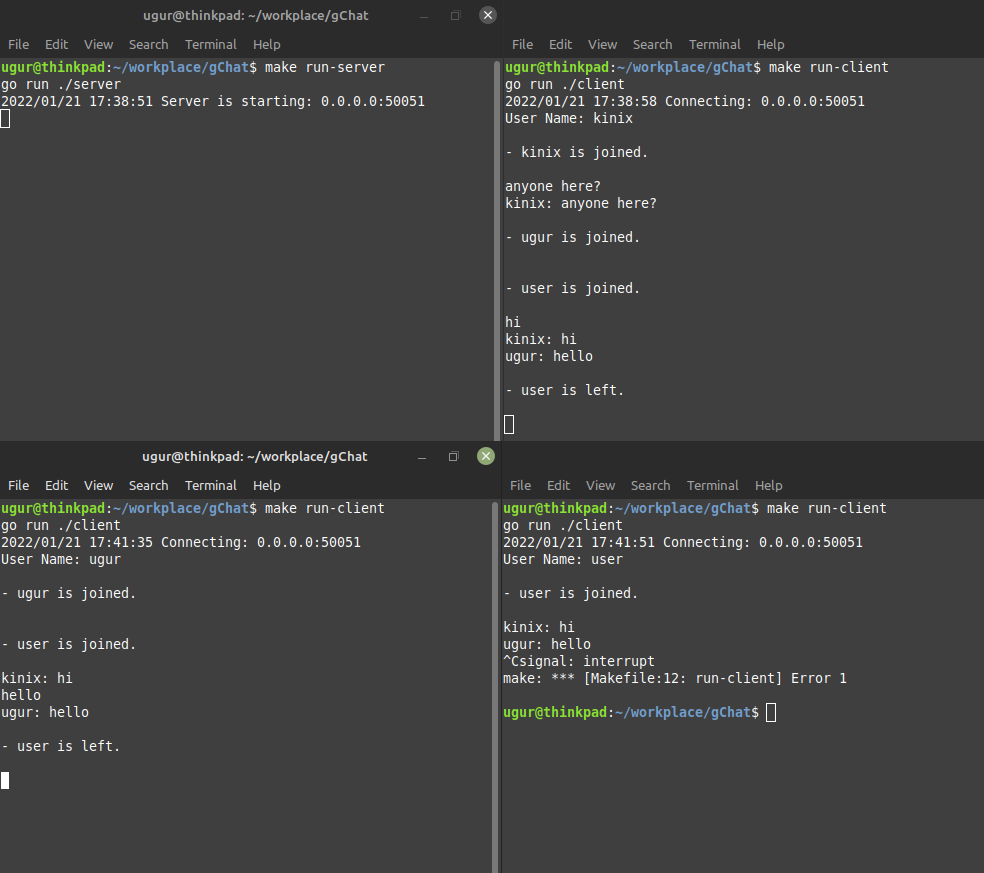 ugur@thinkpad: ~/workplace/gChat
File Edit View Search Terminal Help
ugur@thinkpad:~/workplace/gChat$ make run-server
go run ./server
2022/01/21 17:38:51 Server is starting: 0.0.0.0:50051
File Edit View Search Terminal Help
ugur@thinkpad:~/workplace/gChat$ make run-client
go run ./client
2022/01/21 17:38:58 Connecting: 0.0.0.0:50051
User Name: kinix
- kinix is joined.
anyone here?
kinix: anyone here?
- ugur is joined.
- user is joined.
hi
kinix: hi
ugur: hello
- user is left.
ugur@thinkpad: ~/workplace/gChat
File Edit View Search Terminal Help
ugur@thinkpad:~/workplace/gChat$ make run-client
go run ./client
2022/01/21 17:41:35 Connecting: 0.0.0.0:50051
User Name: ugur
- ugur is joined.
- user is joined.
kinix: hi
hello
ugur: hello
- user is left.
File Edit View Search Terminal Help
ugur@thinkpad:~/workplace/gChat$ make run-client
go run ./client
2022/01/21 17:41:51 Connecting: 0.0.0.0:50051
User Name: user
- user is joined.
kinix: hi
ugur: hello
^Csignal: interrupt
make: *** [Makefile:12: run-client] Error 1
ugur@thinkpad:~/workplace/gChat$